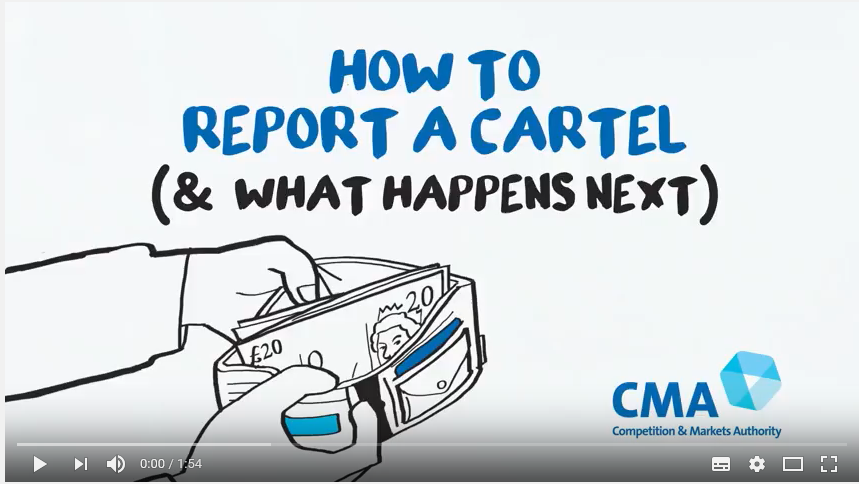 HOW TO
REPORT A CARTEL
(& WHAT HAPPENS NEXT)
20
£20
CMA
Competition & Markets Authority
0:00 / 1:54